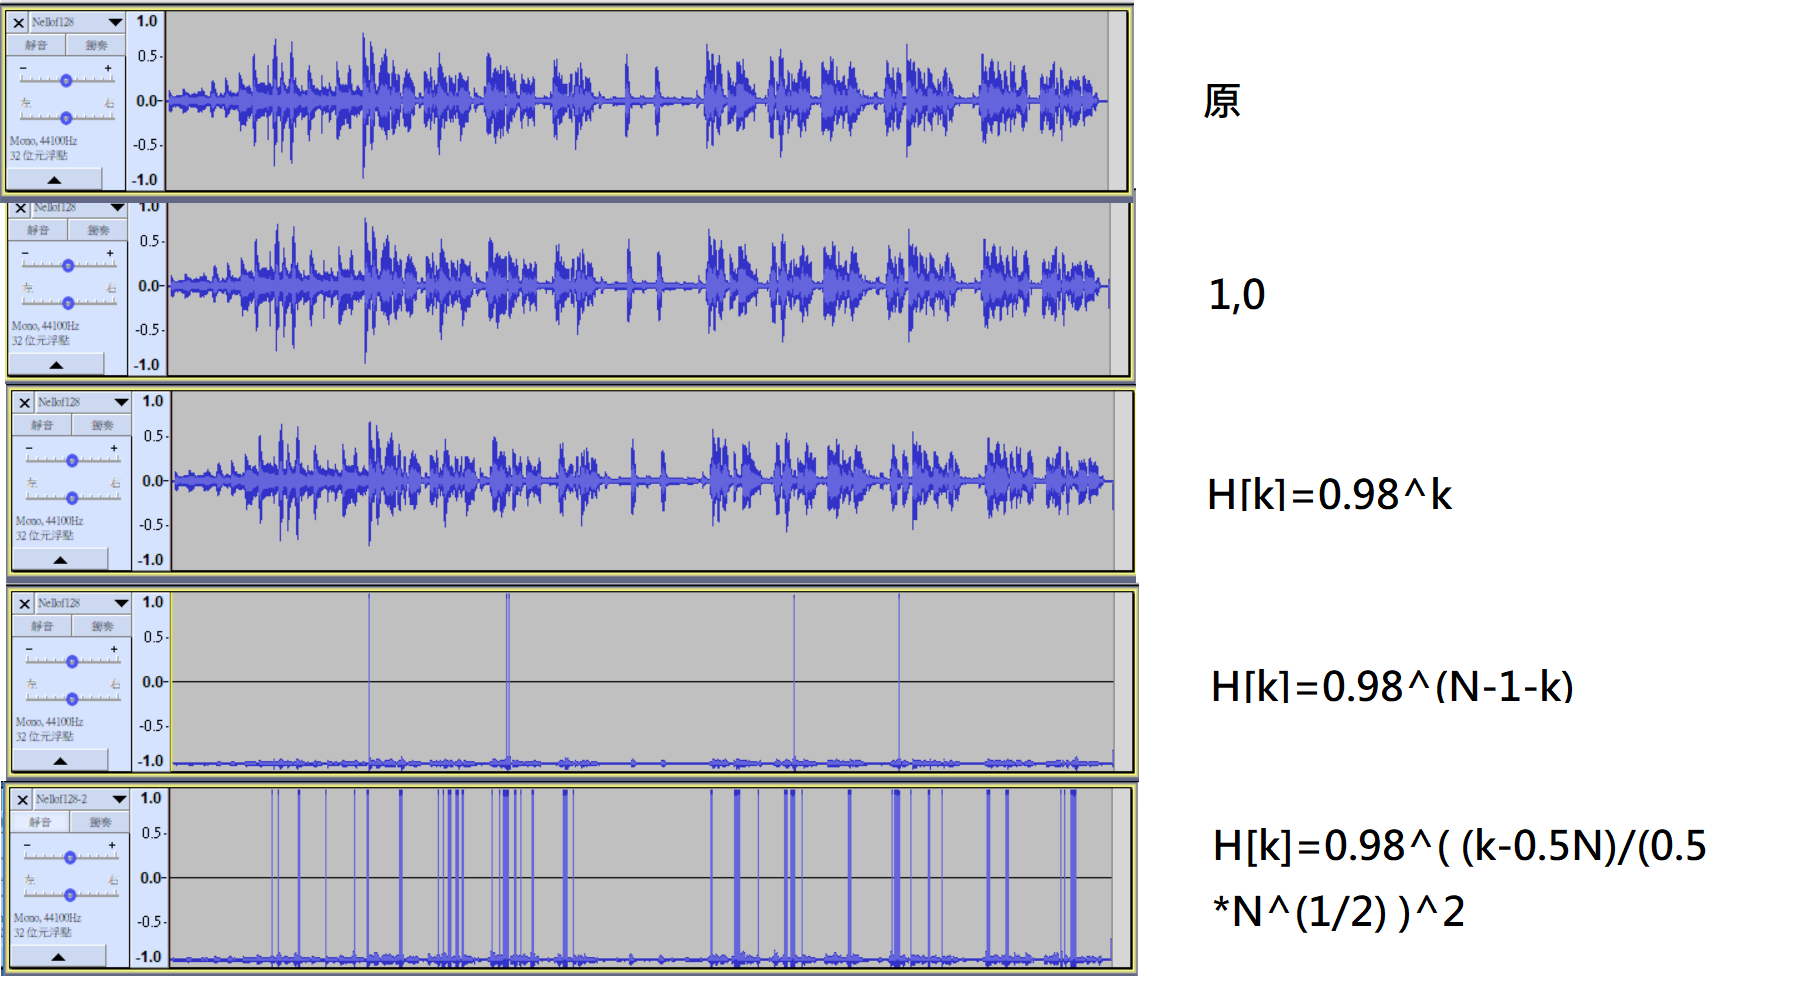 Nellof128
靜音 獨奏
- +
左 右
Mono, 44100Hz
32 位元浮點
1.0
0.5
0.0
-0.5
-1.0
原
Nellof128
靜音 獨奏
- +
左 右
Mono, 44100Hz
32 位元浮點
1.0
0.5
0.0
-0.5
-1.0
1,0
Nellof128
靜音 獨奏
- +
左 右
Mono, 44100Hz
32 位元浮點
1.0
0.5
0.0
-0.5
-1.0
H[k]=0.98^k
Nellof128
靜音 獨奏
- +
左 右
Mono, 44100Hz
32 位元浮點
1.0
0.5
0.0
-0.5
-1.0
H[k]=0.98^(N-1-k)
Nellof128-2
靜音 獨奏
- +
左 右
Mono, 44100Hz
32 位元浮點
1.0
0.5
0.0
-0.5
-1.0
H[k]=0.98^( (k-0.5N)/(0.5
*N^(1/2) )^2